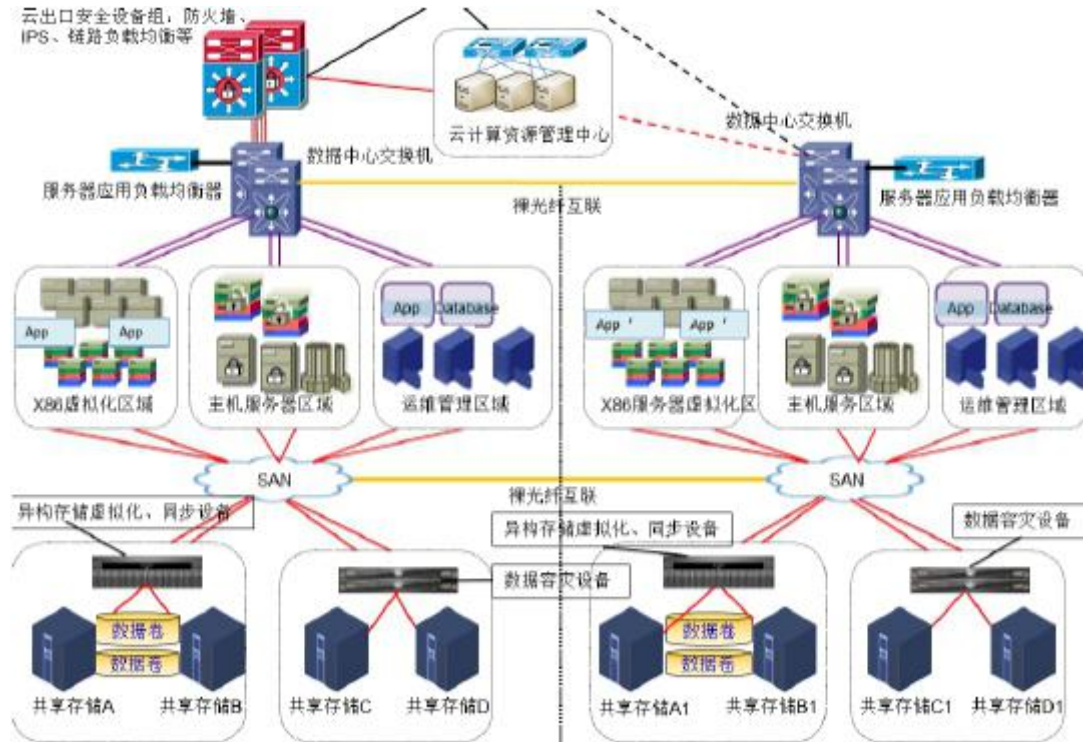 云出口安全设备组：防火墙、
IPS、链路负载均衡等
云计算资源管理中心
数据中心交换机
数据中心交换机
服务器应用负载均衡器
服务器应用负载均衡器
裸光纤互联
App
App
X86虚拟化区域
主机服务器区域
App
Database
运维管理区域
App
App
X86服务器虚拟化区
主机服务区域
App
Database
运维管理区域
SAN
SAN
裸光纤互联
异构存储虚拟化、同步设备
数据容灾设备
异构存储虚拟化、同步设备
数据容灾设备
数据卷
数据卷
共享存储A
共享存储B
共享存储C
共享存储D
数据卷
数据卷
共享存储A1
共享存储B1
共享存储C1
共享存储D1